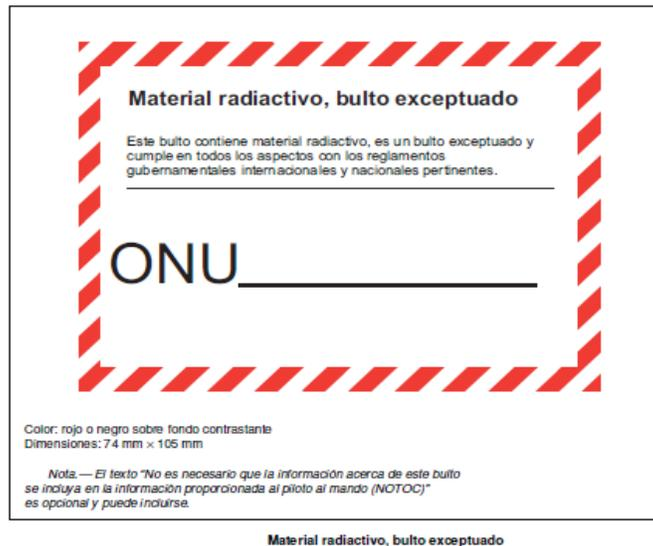 Material radiactivo, bulto exceptuado
Este bulto contiene material radiactivo, es un bulto exceptuado y
cumple en todos los aspectos con los reglamentos
gubernamentales internacionales y nacionales pertinentes.
ONU
Color: rojo o negro sobre fondo contrastante
Dimensiones: 74 mm × 105 mm
Nota.— El texto "No es necesario que la información acerca de este bulto
se incluya en la información proporcionada al piloto al mando (NOTOC)"
es opcional y puede incluirse.
Material radiactivo, bulto exceptuado